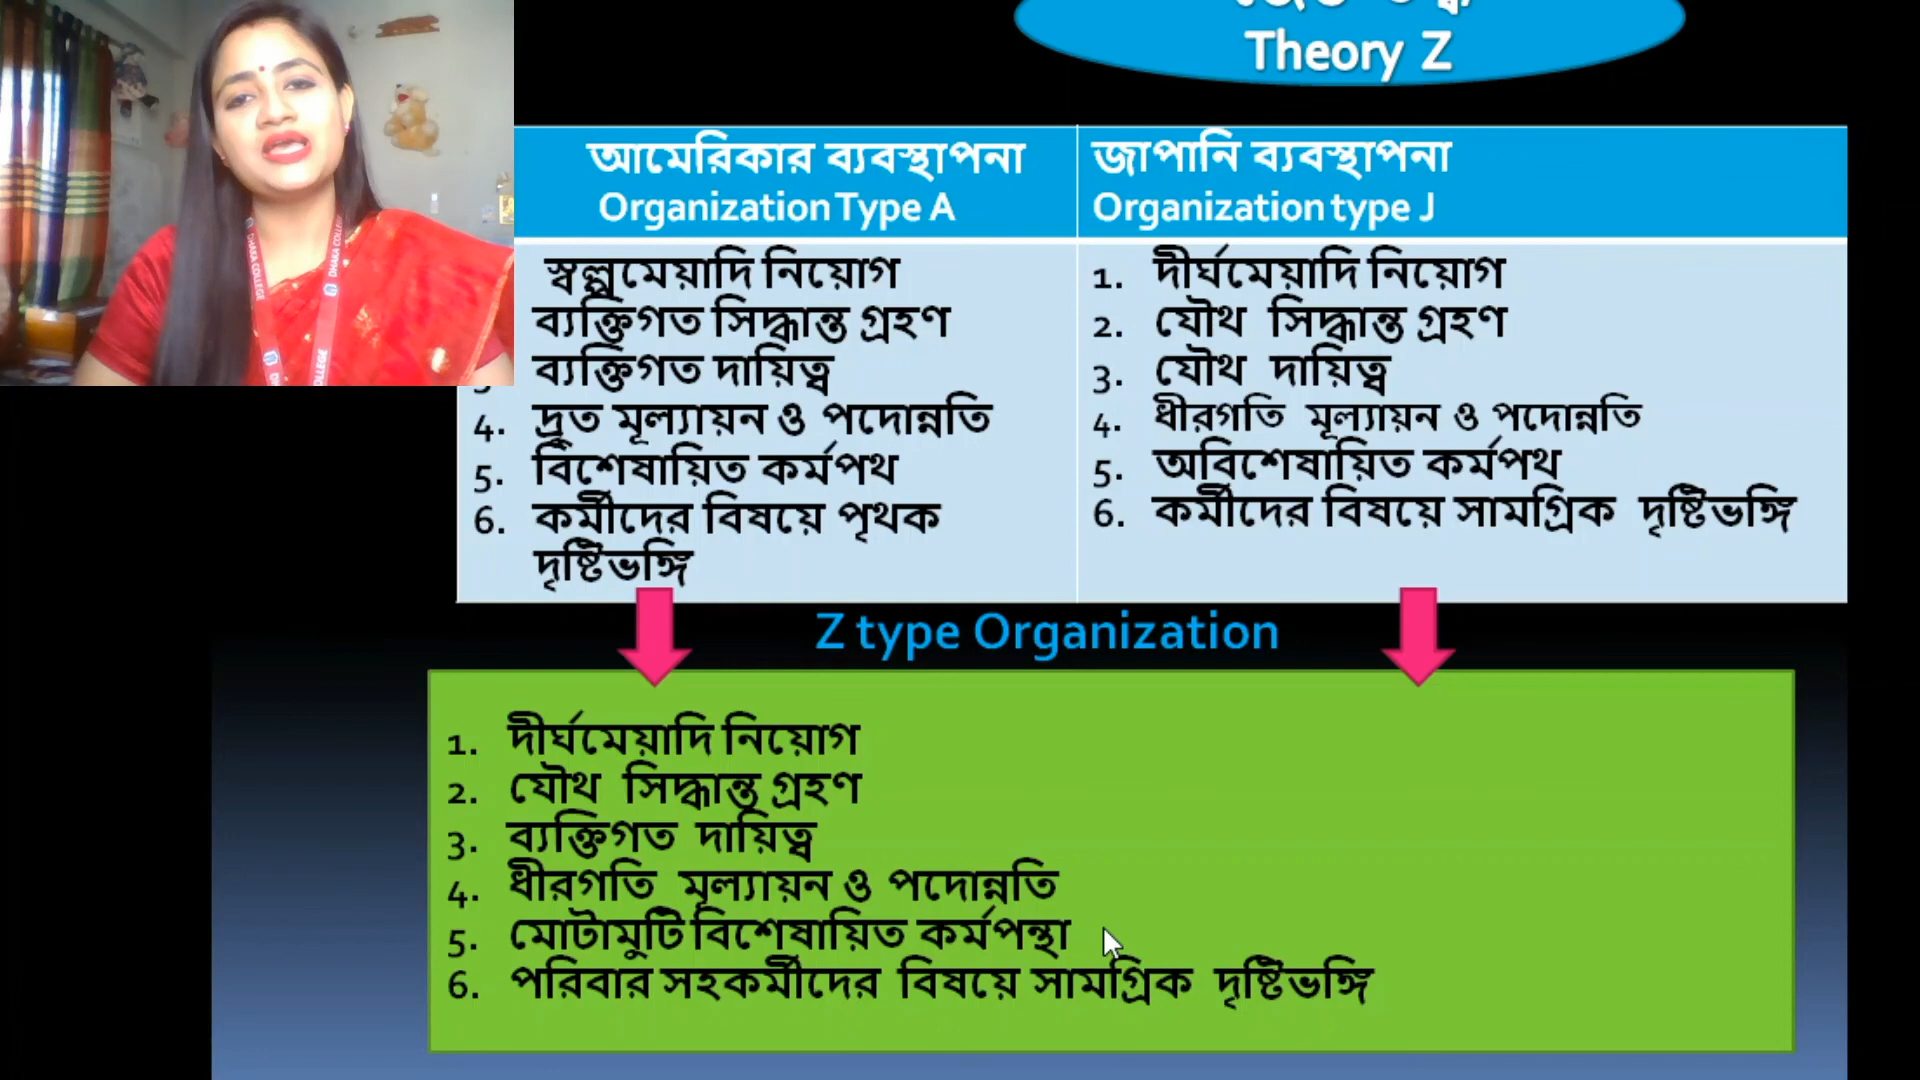 Theory Z
আমেরিকার ব্যবস্থাপনা
Organization Type A
জাপানি ব্যবস্থাপনা
Organization type J
স্বল্পমেয়াদি নিয়োগ
ব্যক্তিগত সিদ্ধান্ত গ্রহণ
ব্যক্তিগত দায়িত্ব
4. দ্রুত মূল্যায়ন ও পদোন্নতি
5. বিশেষায়িত কর্মপথ
6. কর্মীদের বিষয়ে পৃথক
দৃষ্টিভঙ্গি
1. দীর্ঘমেয়াদি নিয়োগ
2. যৌথ সিদ্ধান্ত গ্রহণ
3. যৌথ দায়িত্ব
4. ধীরগতি মূল্যায়ন ও পদোন্নতি
5. অবিশেষায়িত কর্মপথ
6. কর্মীদের বিষয়ে সামগ্রিক দৃষ্টিভঙ্গি
Z type Organization
1. দীর্ঘমেয়াদি নিয়োগ
2. যৌথ সিদ্ধান্ত গ্রহণ
3. ব্যক্তিগত দায়িত্ব
4. ধীরগতি মূল্যায়ন ও পদোন্নতি
5. মোটামুটি বিশেষায়িত কর্মপন্থা
6. পরিবার সহকর্মীদের বিষয়ে সামগ্রিক দৃষ্টিভঙ্গি
DHAKA COLLEGE